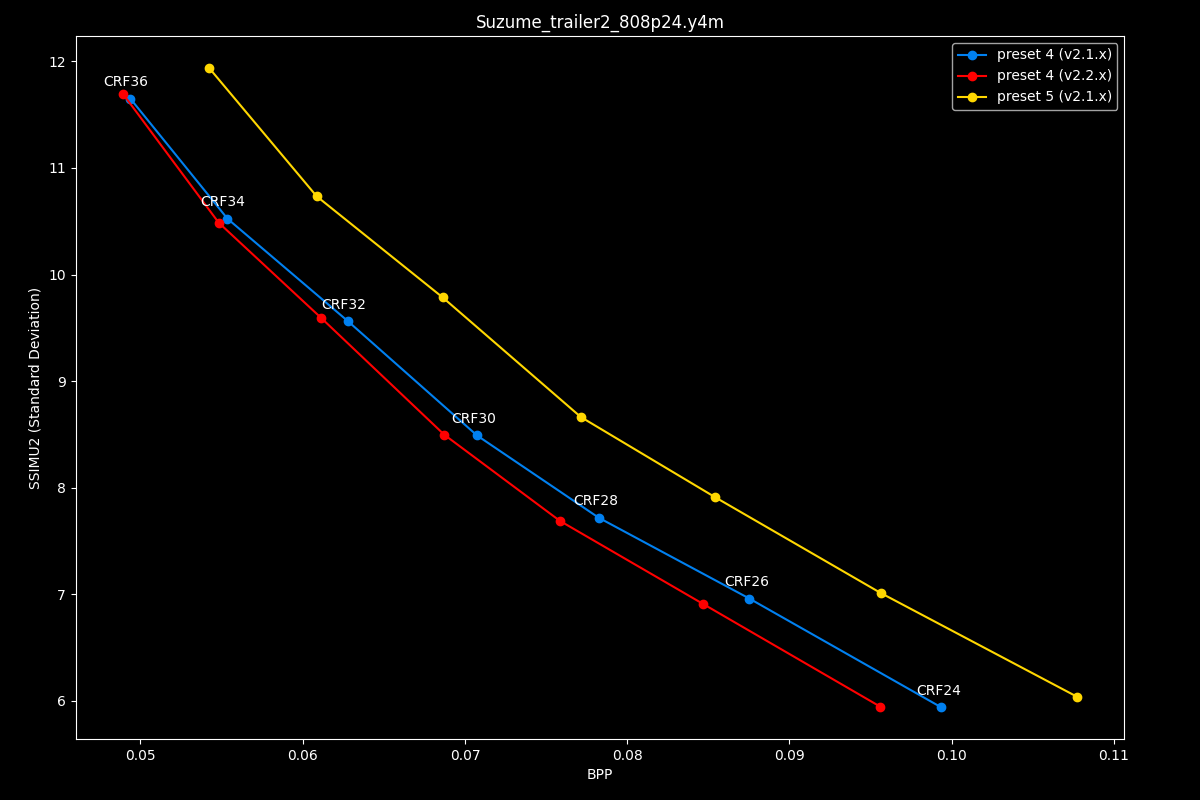 Suzume_trailer2_808p24.y4m
preset 4 (v2.1.x)
preset 4 (v2.2.x)
preset 5 (v2.1.x)
SSIMU2 (Standard Deviation)
12
11
10
9
8
7
6
CRF36
CRF34
CRF32
CRF30
CRF28
CRF26
CRF24
0.05
0.06
0.07
0.08
0.09
0.10
0.11
BPP